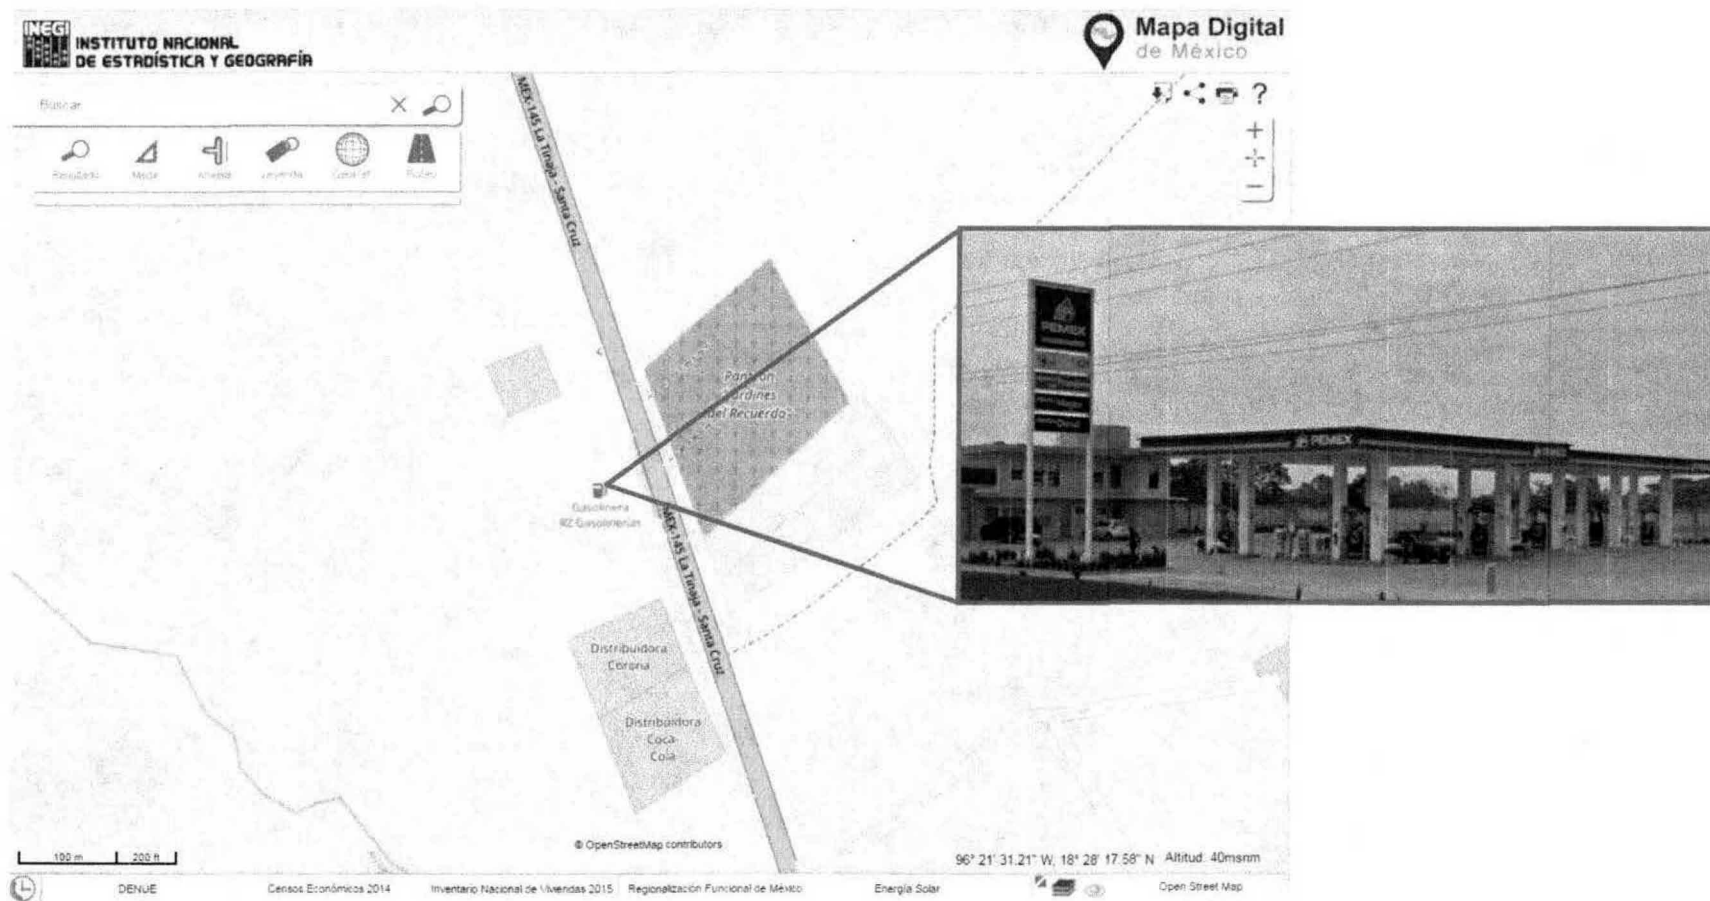 INEGI
INSTITUTO NACIONAL
DE ESTADÍSTICA Y GEOGRAFÍA
Mapa Digital
de México
Buscar
?
MEX-145 La Tinaja - Santa Cruz
Panteón
Jardines
del Recuerdo
PEMEX
PEMEX
Gasolinera
MEX-145 La Tinaja - Santa Cruz
Distribuidora
Corona
Distribuidora
Coca
Cola
© OpenStreetMap contributors
100 m 200 ft
96° 21' 31.21" W, 18° 28' 17.58" N Altitud: 40msnm
DENUE Censos Económicos 2014 Inventario Nacional de Viviendas 2015 Regionalización Funcional de México Energía Solar Open Street Map